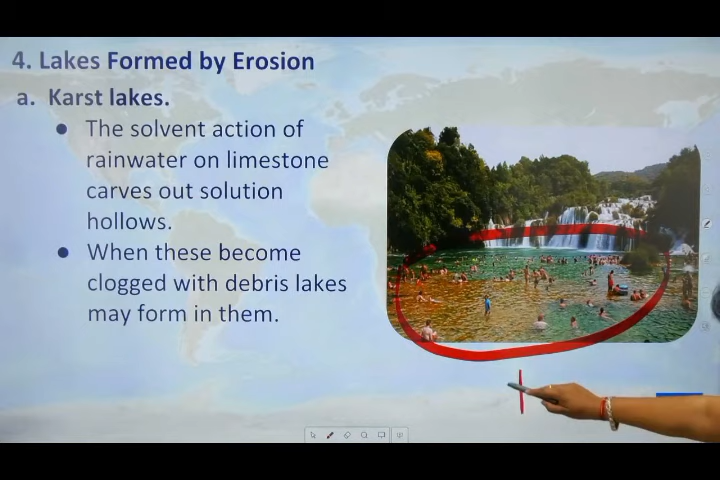 4. Lakes Formed by Erosion
a. Karst lakes.
● The solvent action of
rainwater on limestone
carves out solution
hollows.
● When these become
clogged with debris lakes
may form in them.